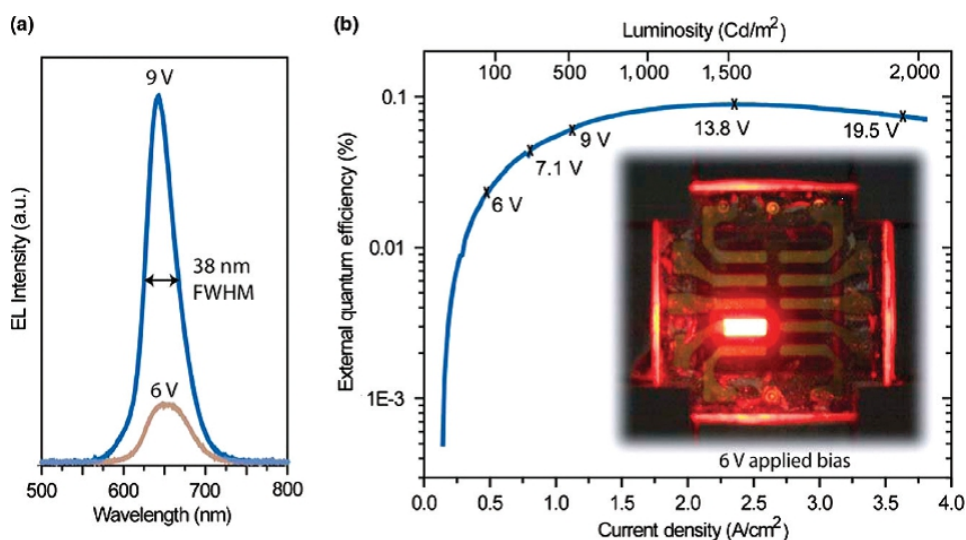 (a)
9 V
38 nm
FWHM
6 V
EL Intensity (a.u.)
500 600 700 800
Wavelength (nm)
(b)
Luminosity (Cd/m²)
100 500 1,000 1,500 2,000
0.1
0.01
1E-3
External quantum efficiency (%)
6 V
7.1 V
9 V
13.8 V
19.5 V
6 V applied bias
0.0 0.5 1.0 1.5 2.0 2.5 3.0 3.5 4.0
Current density (A/cm²)